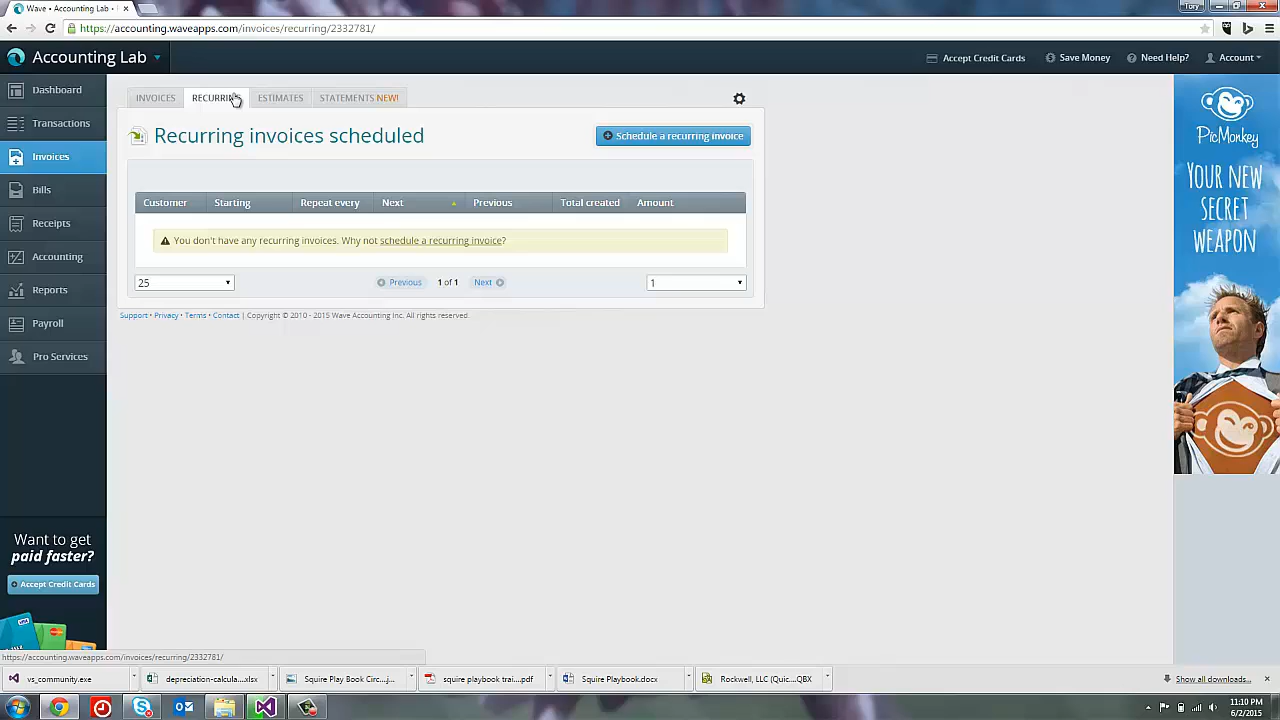 Wave • Accounting Lab
Tory
https://accounting.waveapps.com/invoices/recurring/2332781/
Accounting Lab
Accept Credit Cards
Save Money
Need Help?
Account
Dashboard
Transactions
Invoices
Bills
Receipts
Accounting
Reports
Payroll
Pro Services
Want to get
paid faster?
Accept Credit Cards
VISA
INVOICES
RECURRING
ESTIMATES
STATEMENTS NEW!
Recurring invoices scheduled
Schedule a recurring invoice
Customer Starting Repeat every Next Previous Total created Amount
You don't have any recurring invoices. Why not schedule a recurring invoice?
25
Previous 1 of 1 Next
1
Support • Privacy • Terms • Contact | Copyright © 2010 - 2015 Wave Accounting Inc. All rights reserved.
PicMonkey
YOUR NEW
SECRET
WEAPON
https://accounting.waveapps.com/invoices/recurring/2332781/
vs_community.exe
depreciation-calcula....xlsx
Squire Play Book Circ....j...
squire playbook trai....pdf
Squire Playbook.docx
Rockwell, LLC (Quic....QBX
Show all downloads...
11:10 PM
6/2/2015